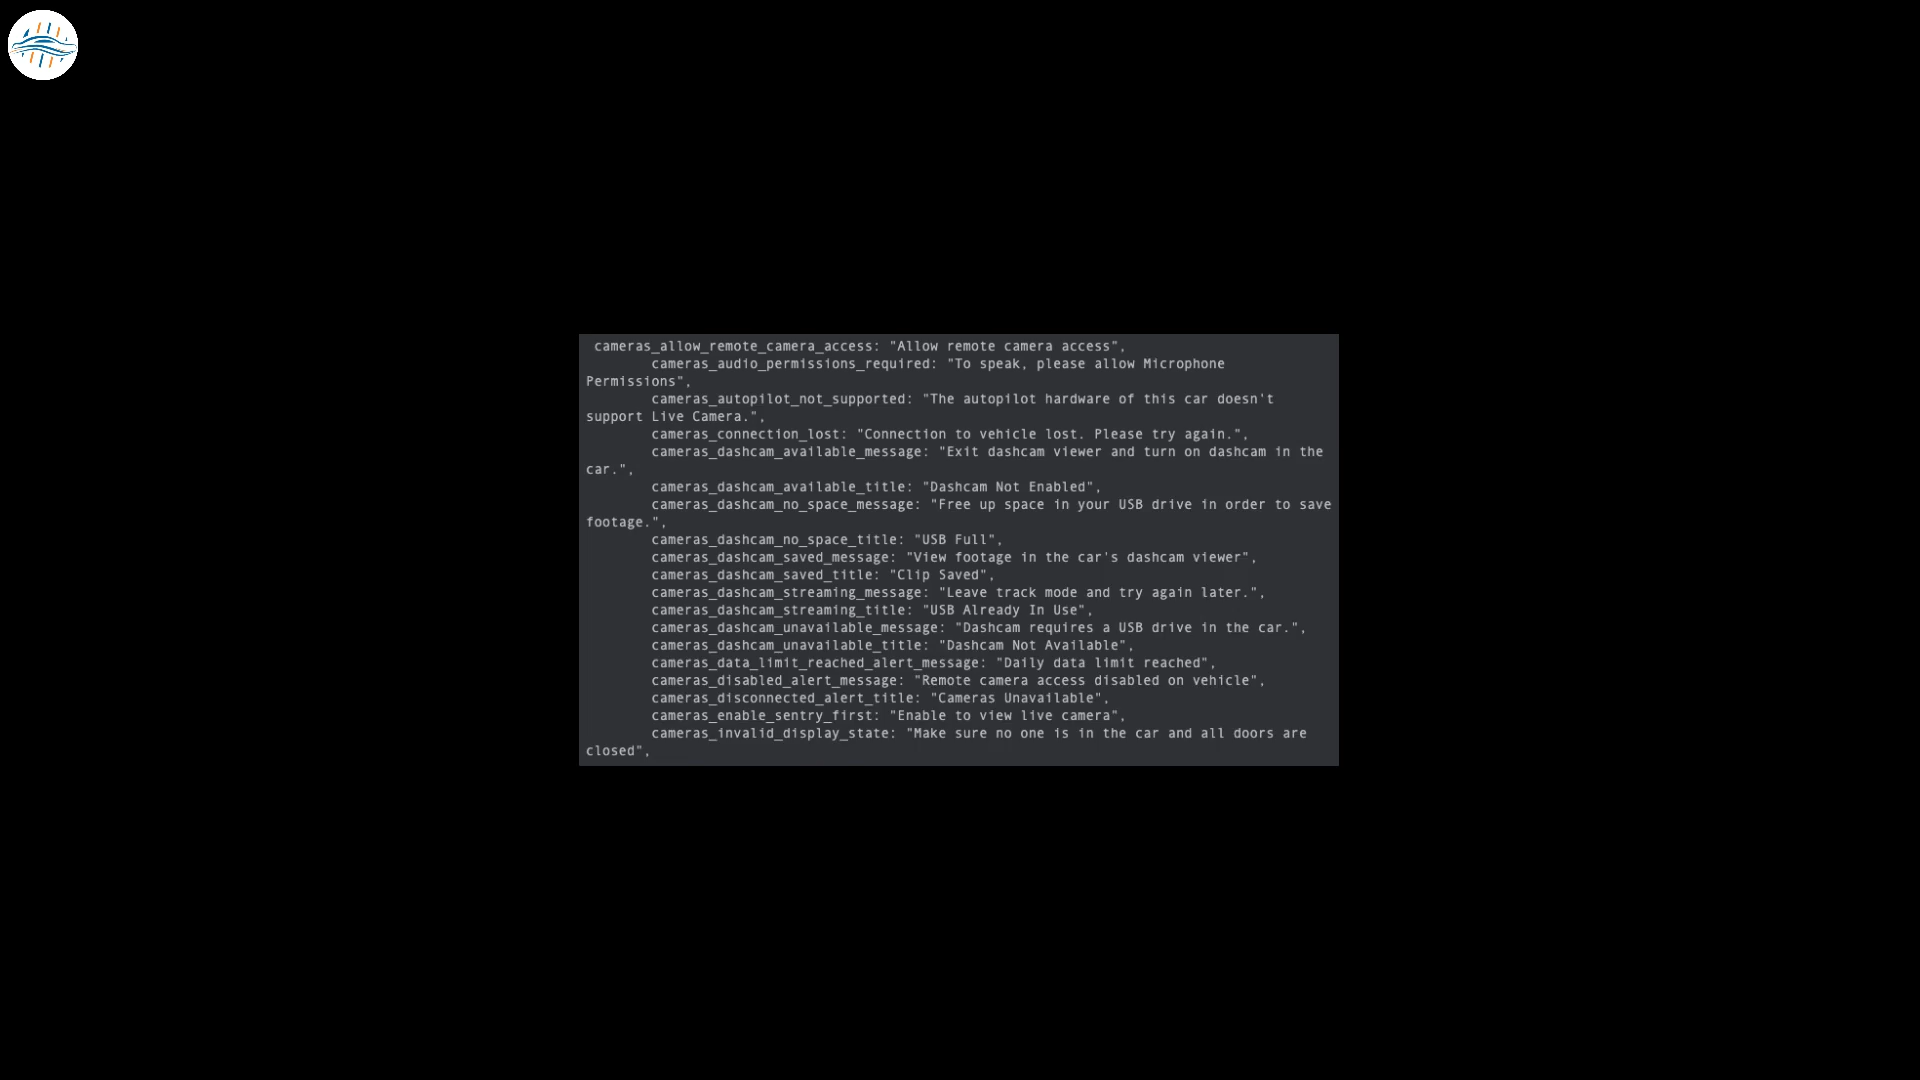 cameras_allow_remote_camera_access: "Allow remote camera access",
cameras_audio_permissions_required: "To speak, please allow Microphone
Permissions",
cameras_autopilot_not_supported: "The autopilot hardware of this car doesn't
support Live Camera.",
cameras_connection_lost: "Connection to vehicle lost. Please try again.",
cameras_dashcam_available_message: "Exit dashcam viewer and turn on dashcam in the
car.",
cameras_dashcam_available_title: "Dashcam Not Enabled",
cameras_dashcam_no_space_message: "Free up space in your USB drive in order to save
footage.",
cameras_dashcam_no_space_title: "USB Full",
cameras_dashcam_saved_message: "View footage in the car's dashcam viewer",
cameras_dashcam_saved_title: "Clip Saved",
cameras_dashcam_streaming_message: "Leave track mode and try again later.",
cameras_dashcam_streaming_title: "USB Already In Use",
cameras_dashcam_unavailable_message: "Dashcam requires a USB drive in the car.",
cameras_dashcam_unavailable_title: "Dashcam Not Available",
cameras_data_limit_reached_alert_message: "Daily data limit reached",
cameras_disabled_alert_message: "Remote camera access disabled on vehicle",
cameras_disconnected_alert_title: "Cameras Unavailable",
cameras_enable_sentry_first: "Enable to view live camera",
cameras_invalid_display_state: "Make sure no one is in the car and all doors are
closed",